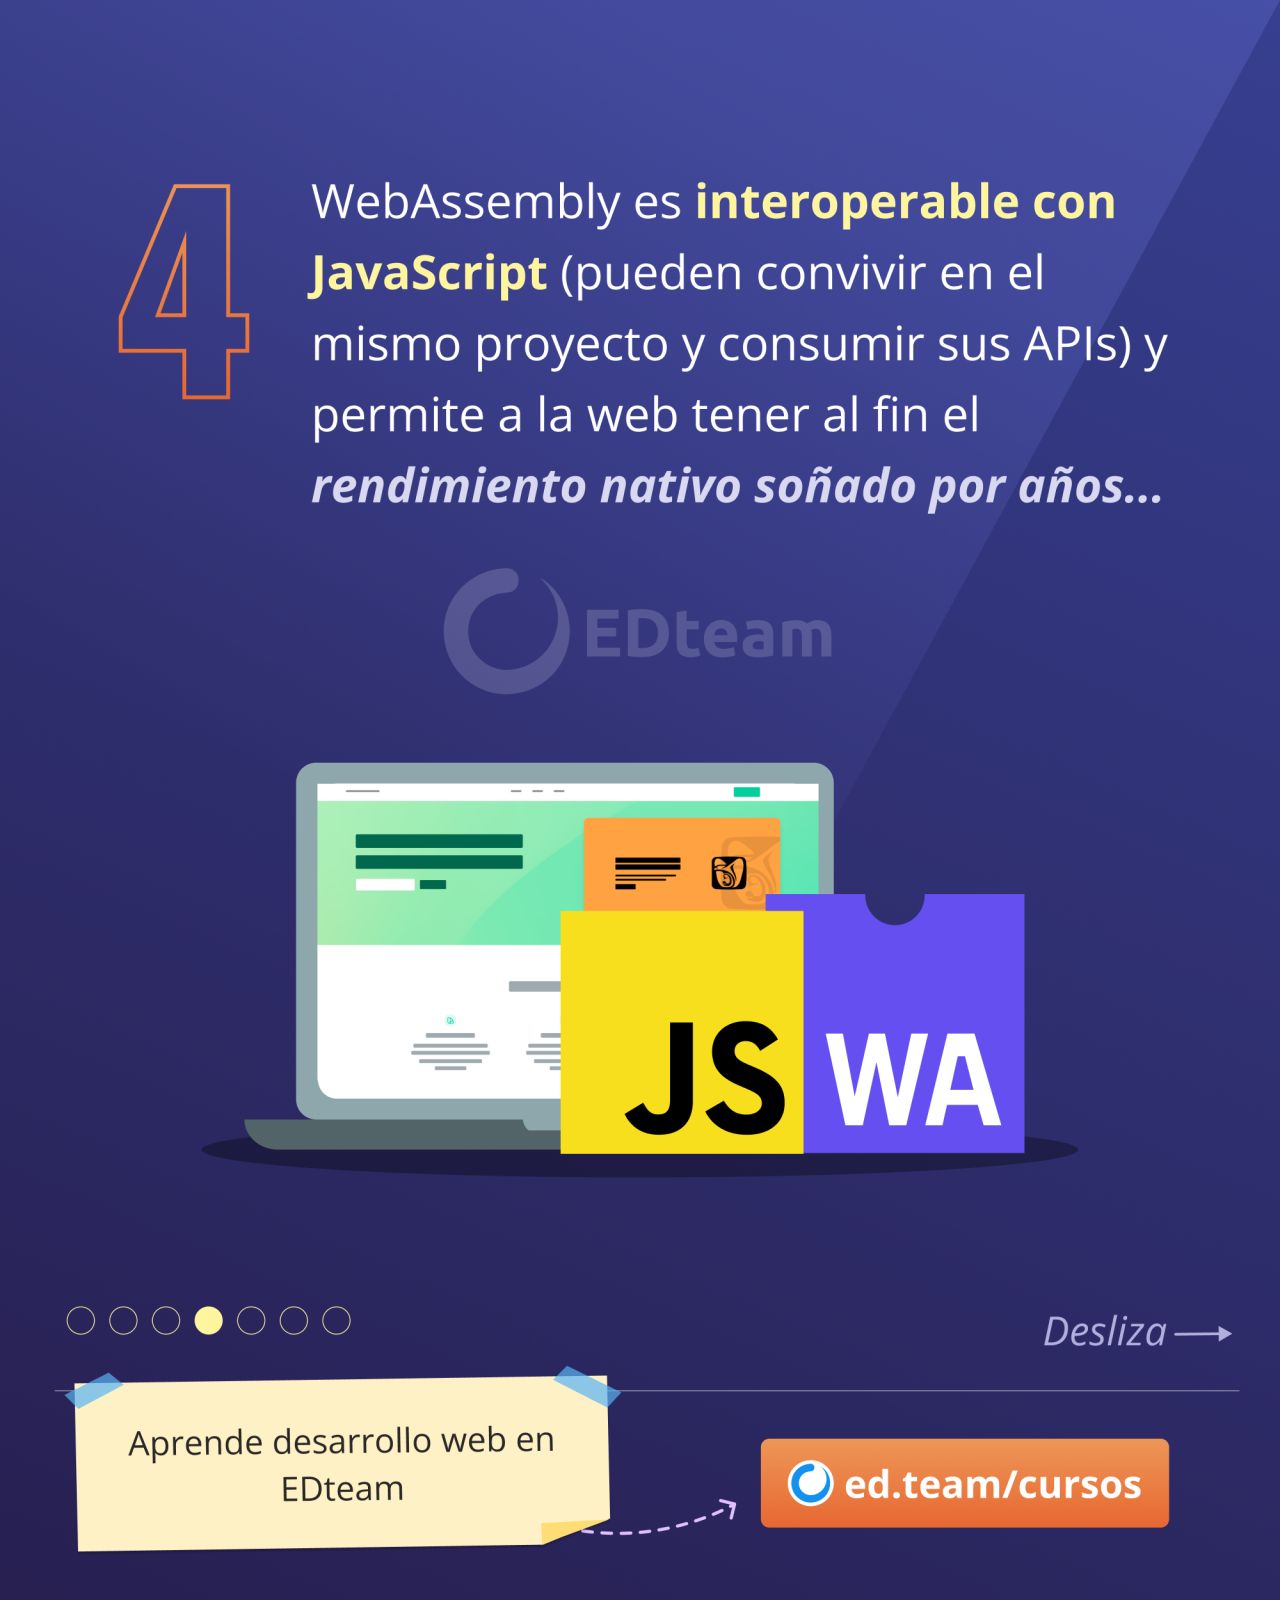 4
WebAssembly es interoperable con
JavaScript (pueden convivir en el
mismo proyecto y consumir sus APIs) y
permite a la web tener al fin el
rendimiento nativo soñado por años...
EDteam
JS
WA
Desliza
Aprende desarrollo web en
EDteam
ed.team/cursos